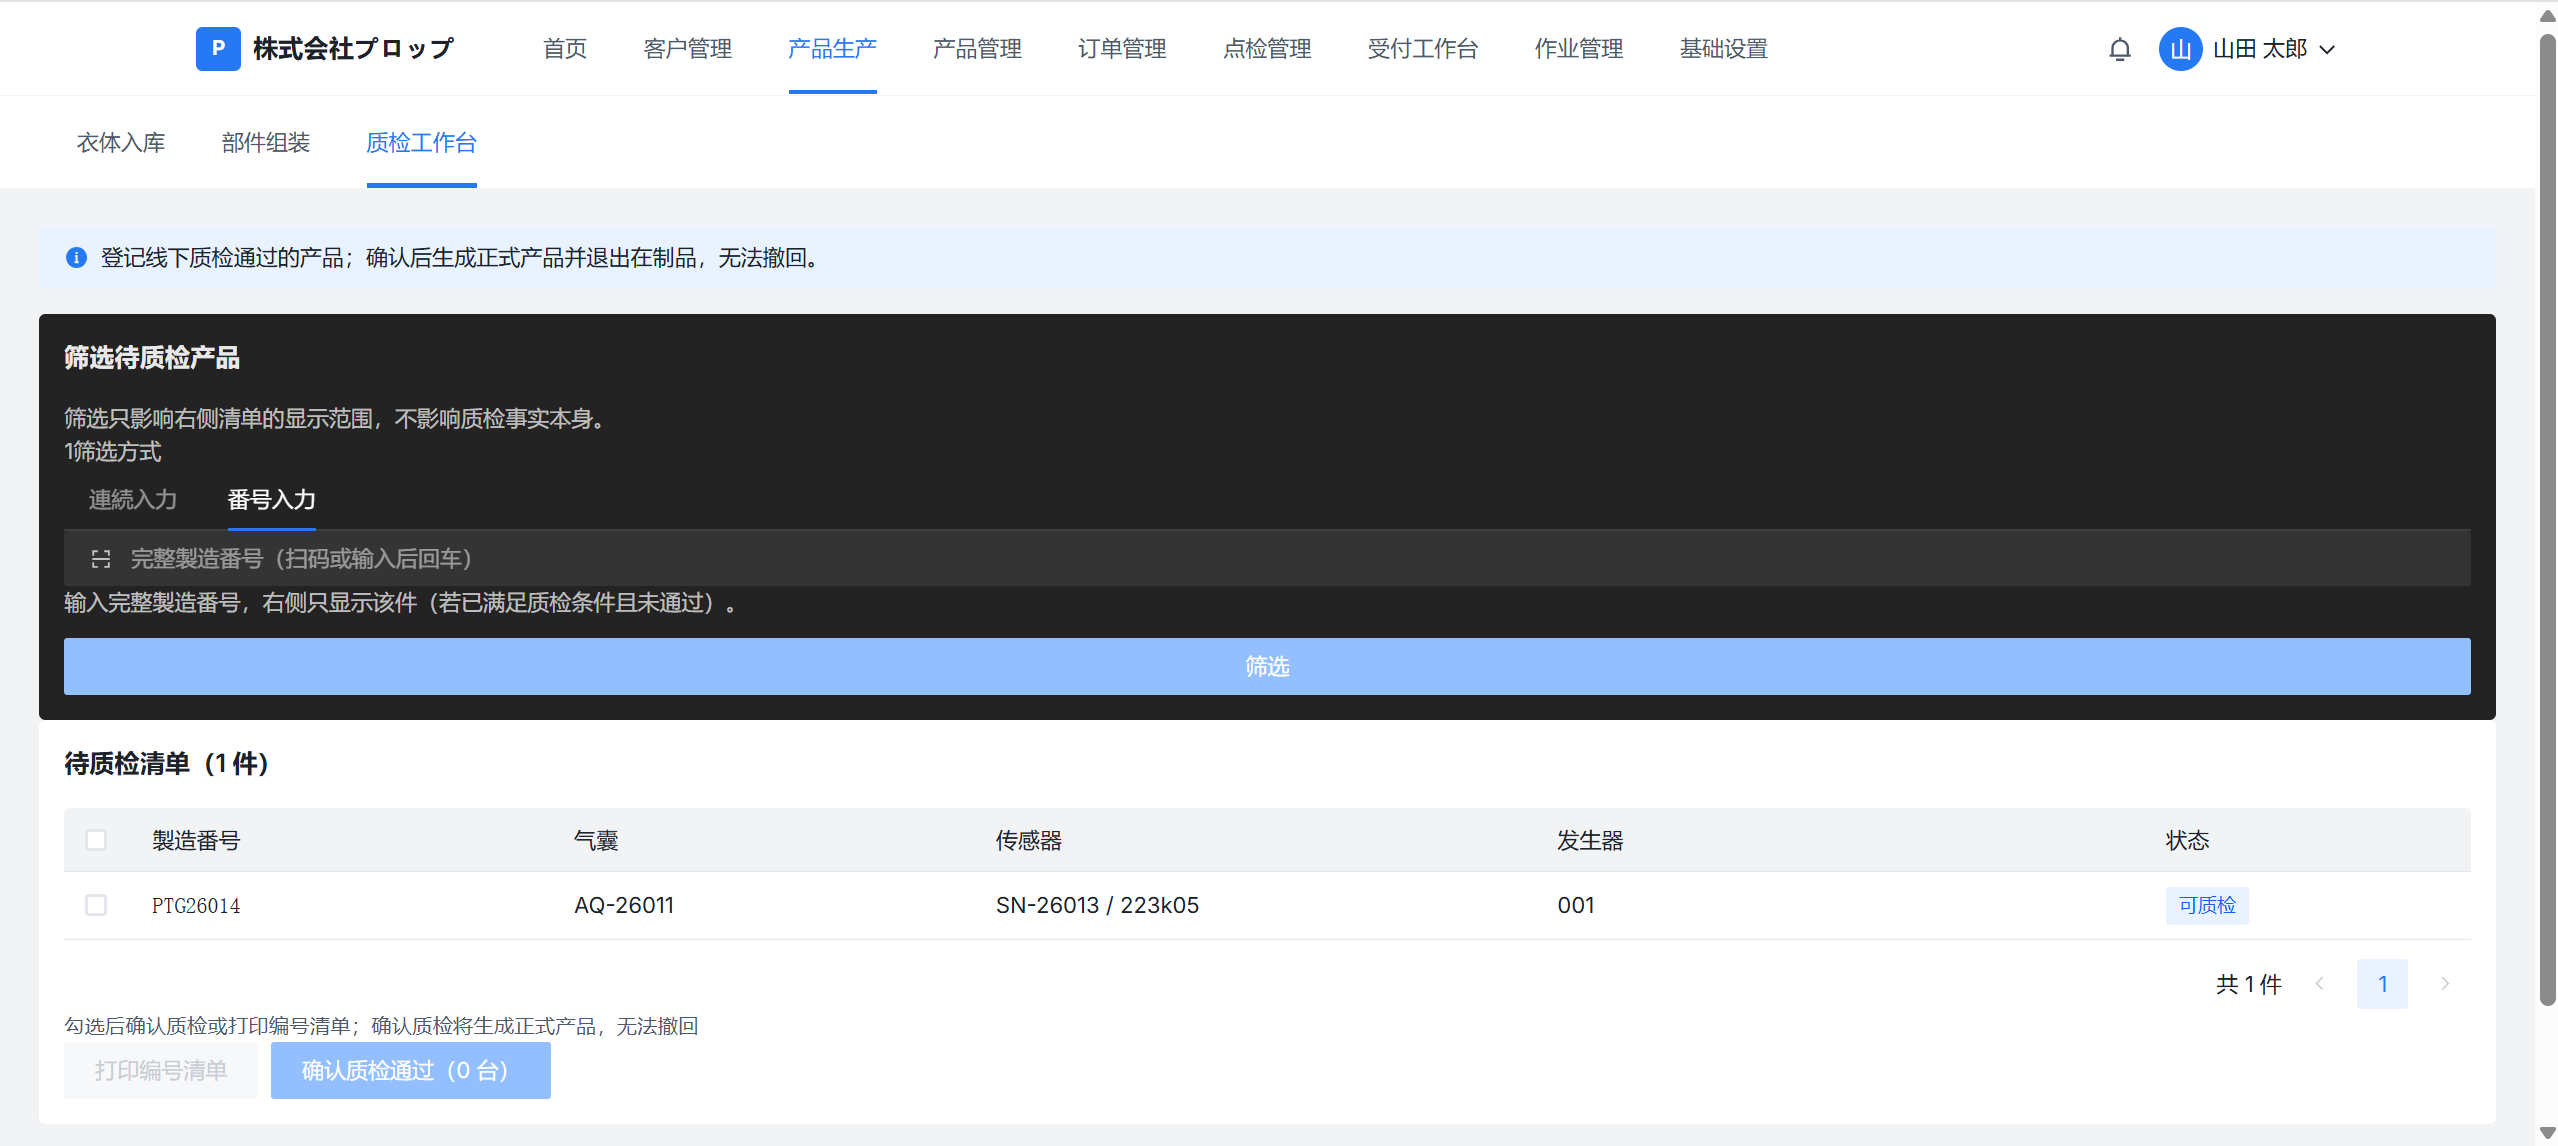 P 株式会社プロップ 首页 客户管理 产品生产 产品管理 订单管理 点检管理 受付工作台 作业管理 基础设置 山 山田 太郎
衣体入库 部件组装 质检工作台
登记线下质检通过的产品；确认后生成正式产品并退出在制品，无法撤回。
筛选待质检产品
筛选只影响右侧清单的显示范围，不影响质检事实本身。
1筛选方式
連続入力 番号入力
完整製造番号（扫码或输入后回车）
输入完整製造番号，右侧只显示该件（若已满足质检条件且未通过）。
筛选
待质检清单（1 件）
製造番号 气囊 传感器 发生器 状态
PTG26014 AQ-26011 SN-26013 / 223k05 001 可质检
共 1 件 1
勾选后确认质检或打印编号清单；确认质检将生成正式产品，无法撤回
打印编号清单 确认质检通过（0 台）